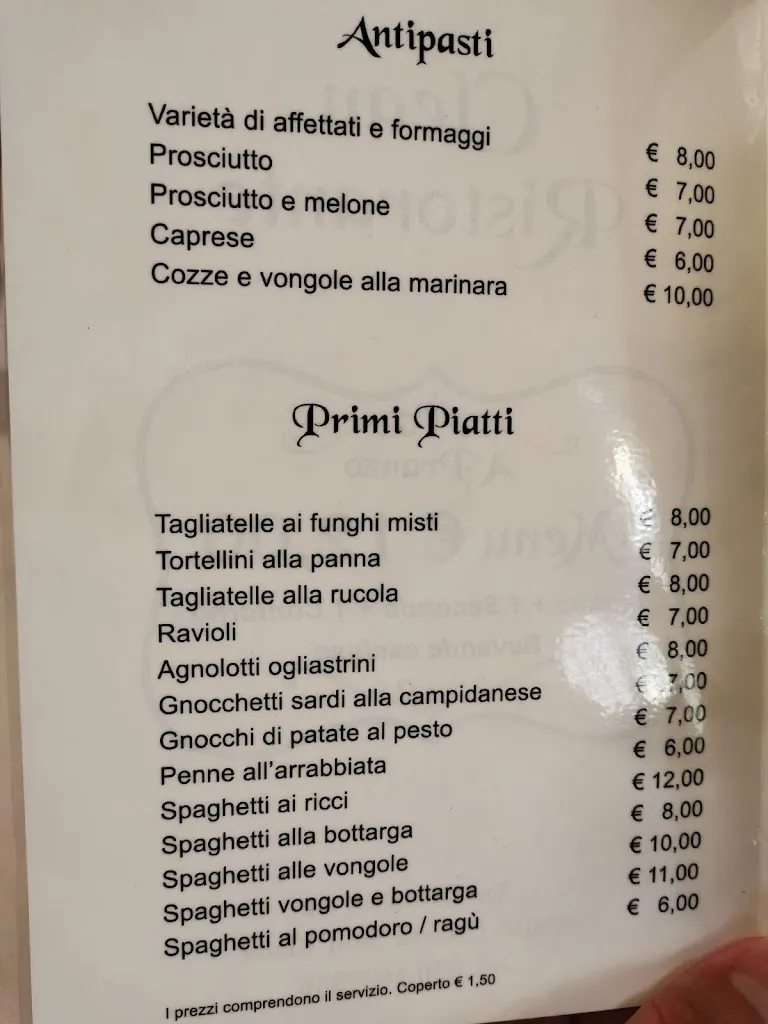 Antipasti
Varietà di affettati e formaggi € 8,00
Prosciutto € 7,00
Prosciutto e melone € 7,00
Caprese € 6,00
Cozze e vongole alla marinara € 10,00
Primi Piatti
Tagliatelle ai funghi misti € 8,00
Tortellini alla panna € 7,00
Tagliatelle alla rucola € 8,00
Ravioli € 7,00
Agnolotti ogliastrini € 8,00
Gnocchetti sardi alla campidanese € 7,00
Gnocchi di patate al pesto € 7,00
Penne all'arrabbiata € 6,00
Spaghetti ai ricci € 12,00
Spaghetti alla bottarga € 8,00
Spaghetti alle vongole € 10,00
Spaghetti vongole e bottarga € 11,00
Spaghetti al pomodoro / ragù € 6,00
I prezzi comprendono il servizio. Coperto € 1,50